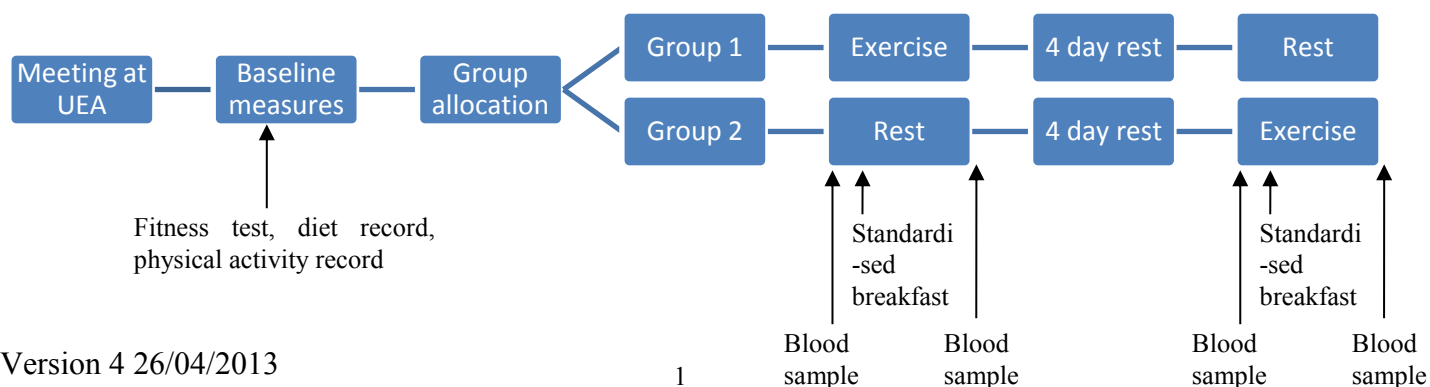 Meeting at
UEA
Baseline
measures
Group
allocation
Group 1
Exercise
4 day rest
Rest
Group 2
Rest
4 day rest
Exercise
Fitness test, diet record,
physical activity record
Standardi
-sed
breakfast
Standardi
-sed
breakfast
Blood
sample
Blood
sample
Blood
sample
Blood
sample
Version 4 26/04/2013
1